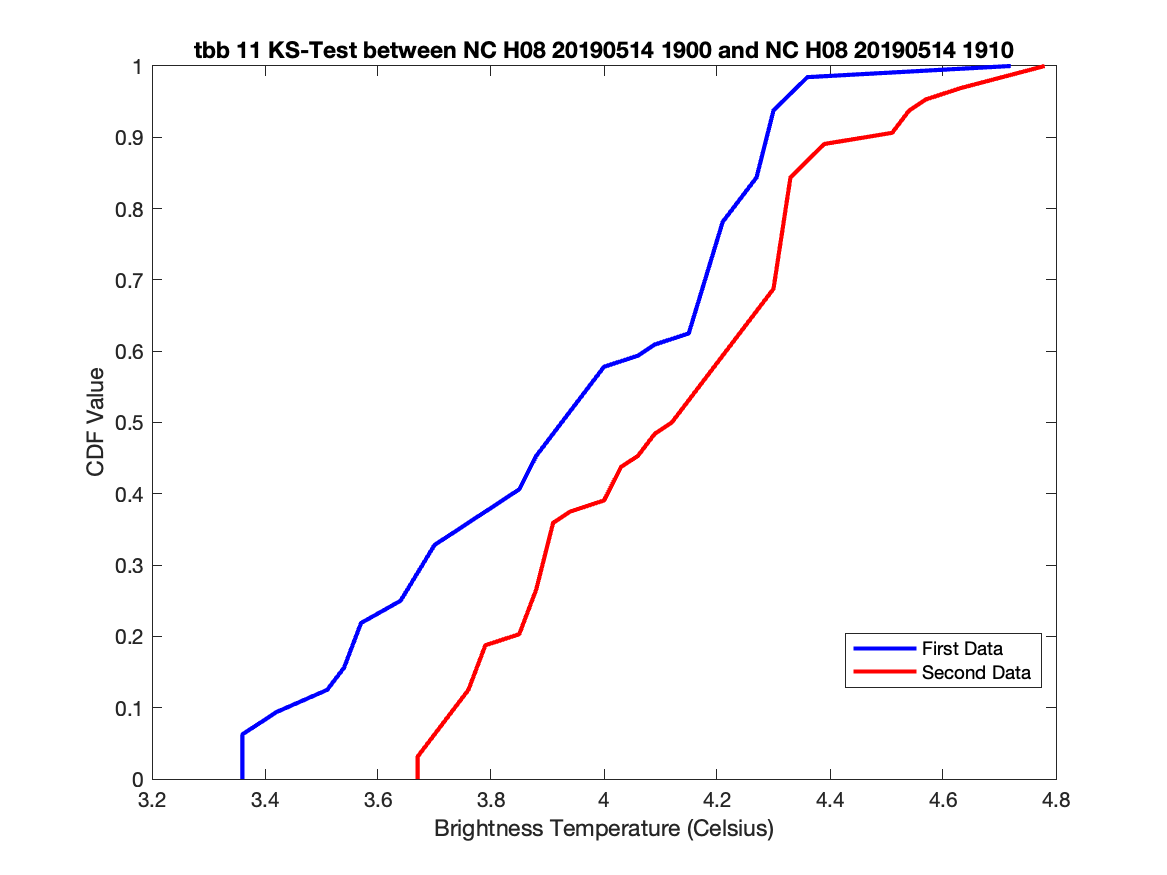 tbb 11 KS-Test between NC H08 20190514 1900 and NC H08 20190514 1910
1
0.9
0.8
0.7
0.6
0.5
0.4
0.3
0.2
0.1
0
CDF Value
First Data
Second Data
3.2 3.4 3.6 3.8 4 4.2 4.4 4.6 4.8
Brightness Temperature (Celsius)